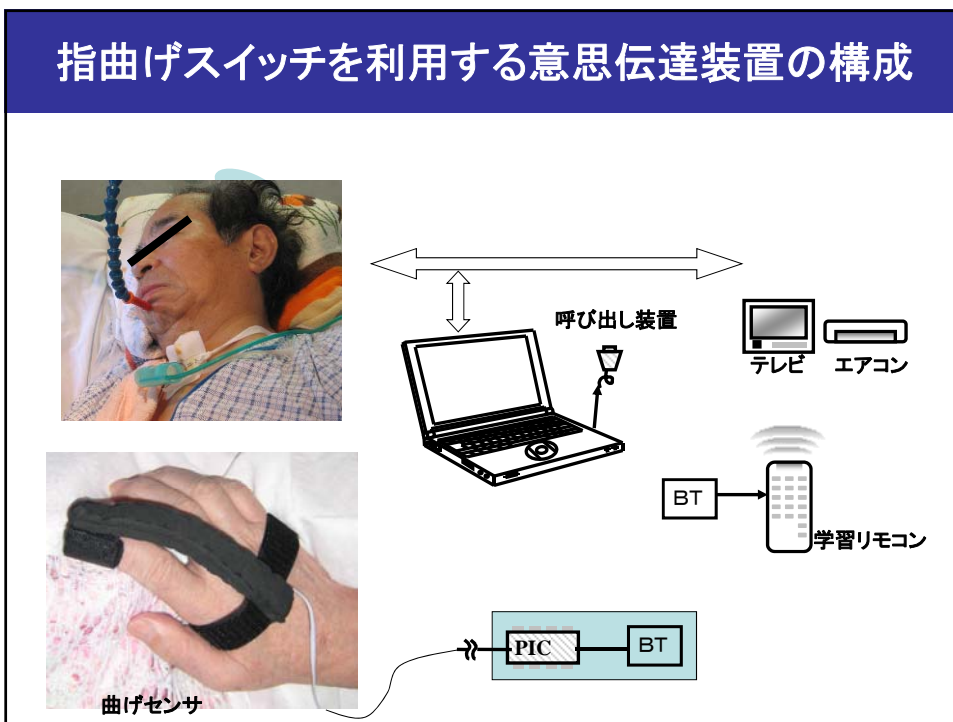 指曲げスイッチを利用する意思伝達装置の構成
呼び出し装置
テレビ
エアコン
BT
学習リモコン
PIC
BT
曲げセンサ